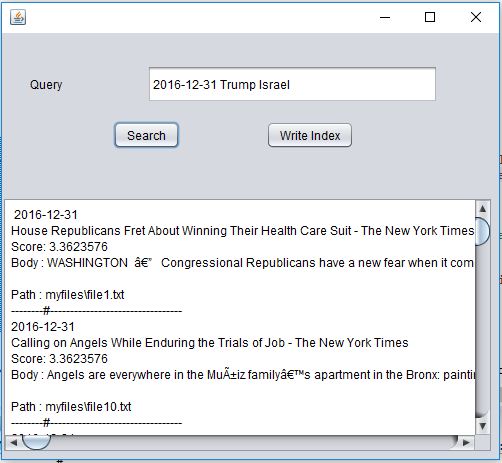 Query
2016-12-31 Trump Israel
Search
Write Index
2016-12-31
House Republicans Fret About Winning Their Health Care Suit - The New York Times
Score: 3.3623576
Body : WASHINGTON  â€”   Congressional Republicans have a new fear when it com
Path : myfiles\file1.txt
--------#----------------------------------
2016-12-31
Calling on Angels While Enduring the Trials of Job - The New York Times
Score: 3.3623576
Body : Angels are everywhere in the MuÃ±iz familyâ€™s apartment in the Bronx: paintin
Path : myfiles\file10.txt
--------#----------------------------------